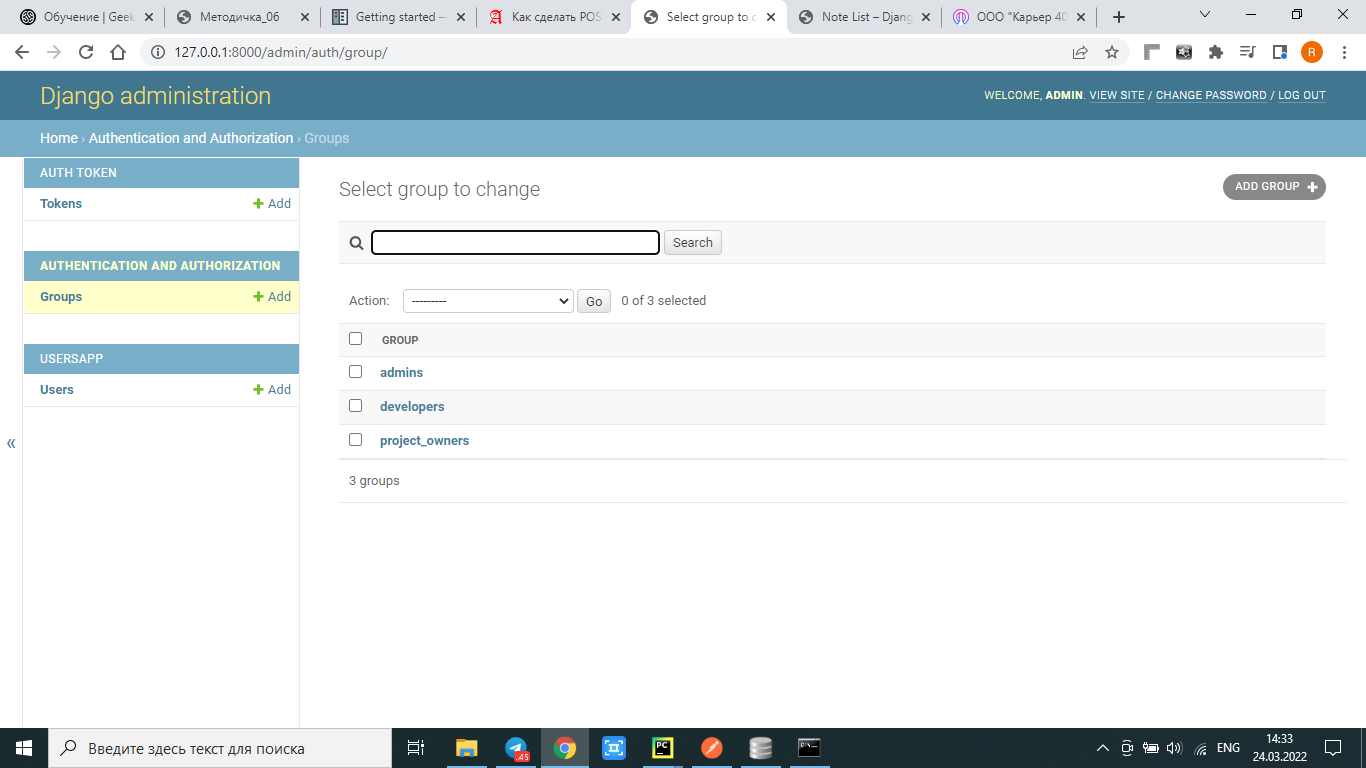 Обучение | Geek
Методичка_06
Getting started –
Как сделать POS
Select group to c
Note List – Djang
ООО "Карьер 40
127.0.0.1:8000/admin/auth/group/
R
Django administration
WELCOME, ADMIN. VIEW SITE / CHANGE PASSWORD / LOG OUT
Home › Authentication and Authorization › Groups
AUTH TOKEN
Tokens + Add
AUTHENTICATION AND AUTHORIZATION
Groups + Add
USERSAPP
Users + Add
«
Select group to change
ADD GROUP +
Search
Action: --------- Go 0 of 3 selected
GROUP
admins
developers
project_owners
3 groups
Введите здесь текст для поиска
.45
PC
ENG
14:33
24.03.2022